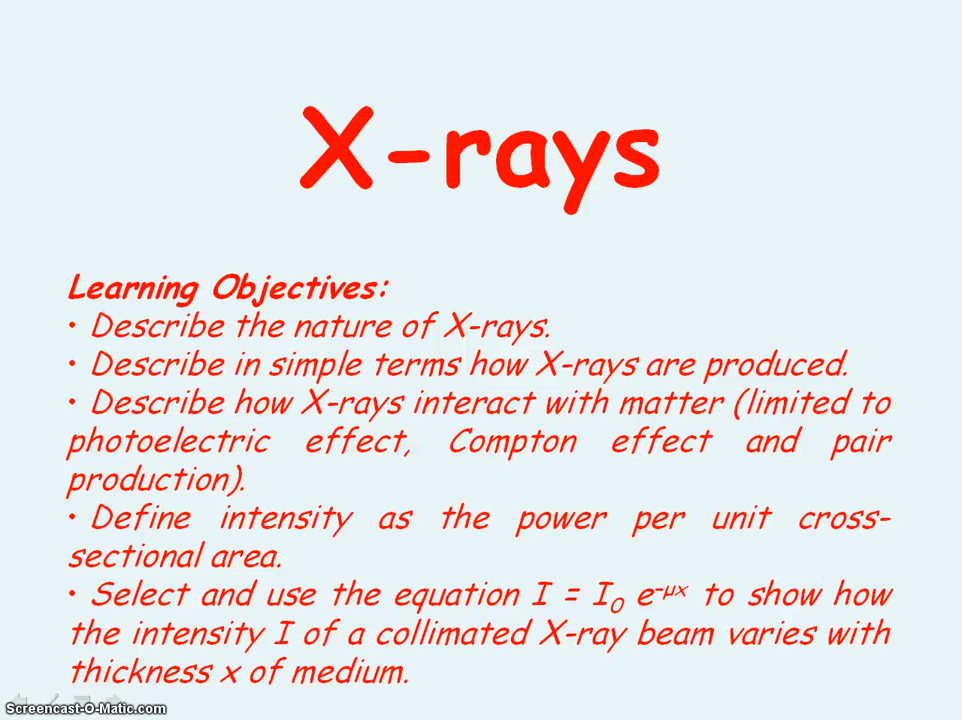 X-rays
Learning Objectives:
• Describe the nature of X-rays.
• Describe in simple terms how X-rays are produced.
• Describe how X-rays interact with matter (limited to
photoelectric effect, Compton effect and pair
production).
• Define intensity as the power per unit cross-
sectional area.
• Select and use the equation I = I₀ e⁻μx to show how
the intensity I of a collimated X-ray beam varies with
thickness x of medium.
Screencast-O-Matic.com